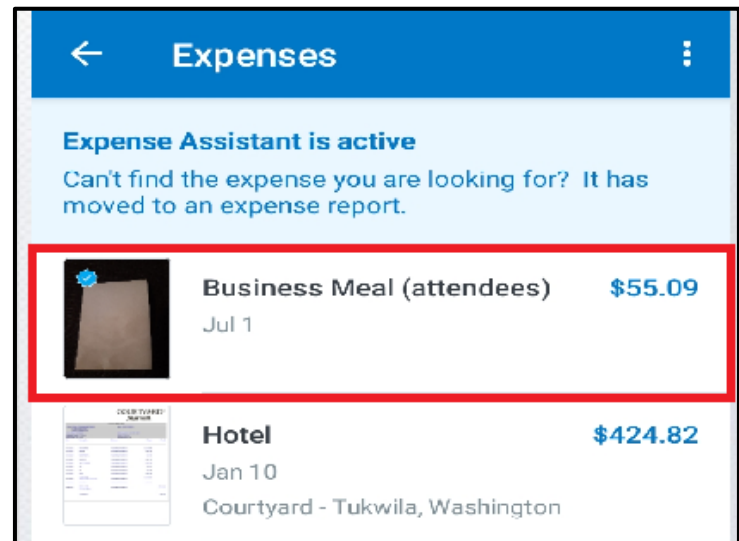 Expenses
Expense Assistant is active
Can't find the expense you are looking for? It has
moved to an expense report.
Business Meal (attendees) $55.09
Jul 1
COURTYARD
Hotel $424.82
Jan 10
Courtyard - Tukwila, Washington